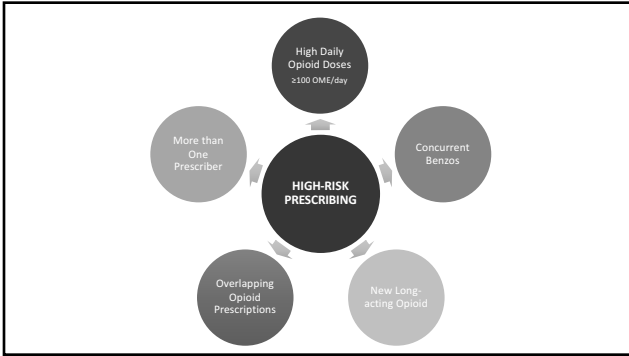 High Daily
Opioid Doses
≥100 OME/day
More than
One
Prescriber
Concurrent
Benzos
HIGH-RISK
PRESCRIBING
Overlapping
Opioid
Prescriptions
New Long-
acting Opioid